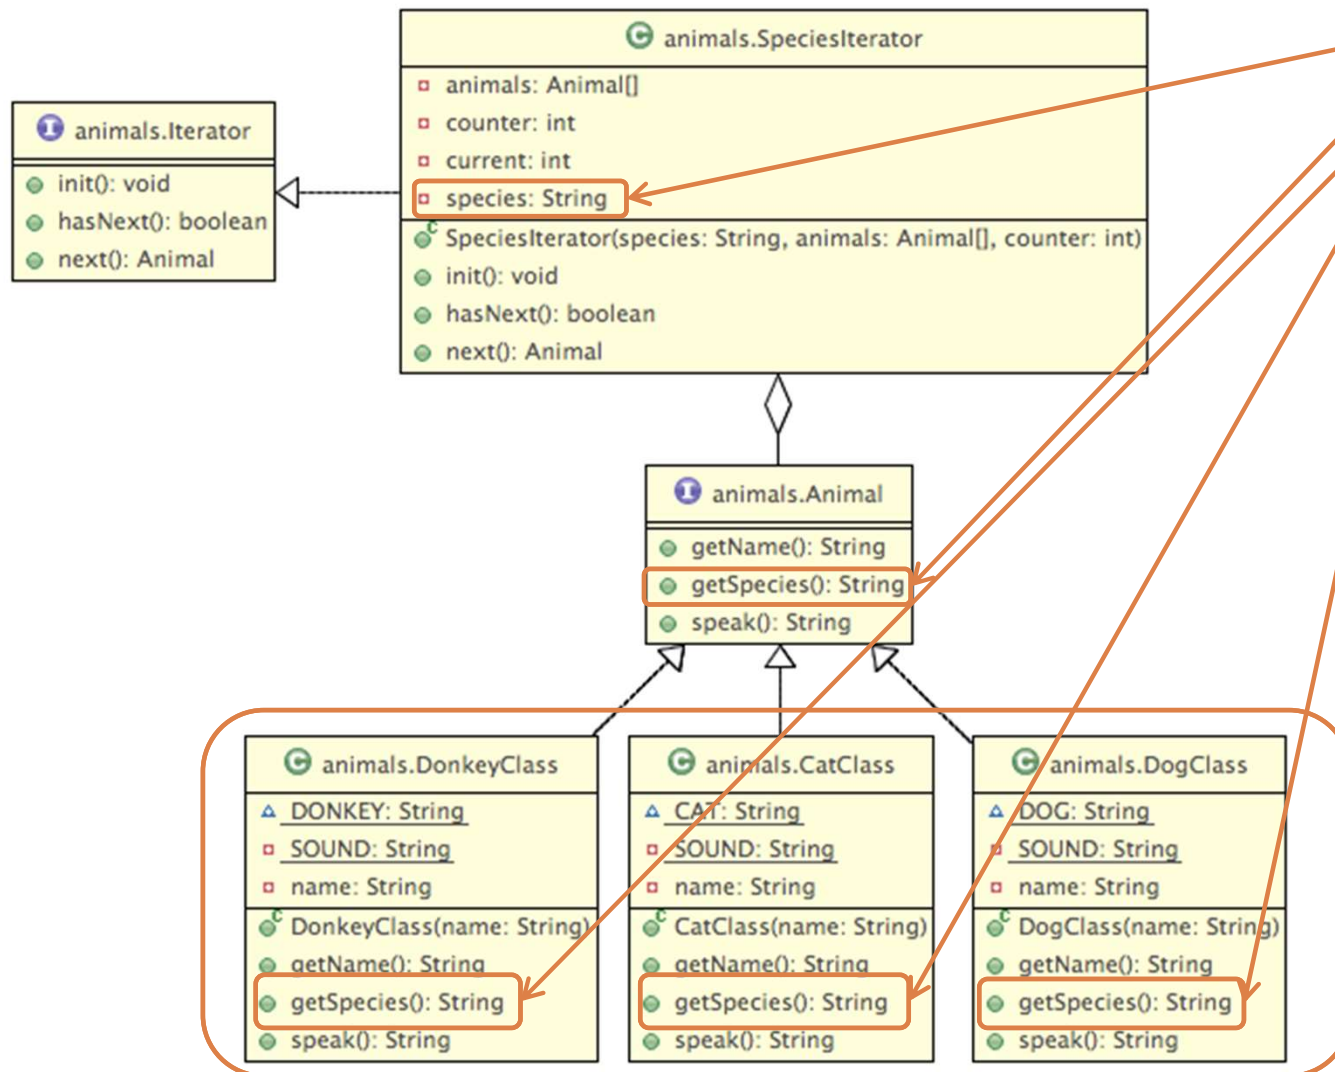 animals.SpeciesIterator
animals: Animal[]
counter: int
current: int
species: String
SpeciesIterator(species: String, animals: Animal[], counter: int)
init(): void
hasNext(): boolean
next(): Animal
animals.Iterator
init(): void
hasNext(): boolean
next(): Animal
animals.Animal
getName(): String
getSpecies(): String
speak(): String
animals.DonkeyClass
DONKEY: String
SOUND: String
name: String
DonkeyClass(name: String)
getName(): String
getSpecies(): String
speak(): String
animals.CatClass
CAT: String
SOUND: String
name: String
CatClass(name: String)
getName(): String
getSpecies(): String
speak(): String
animals.DogClass
DOG: String
SOUND: String
name: String
DogClass(name: String)
getName(): String
getSpecies(): String
speak(): String